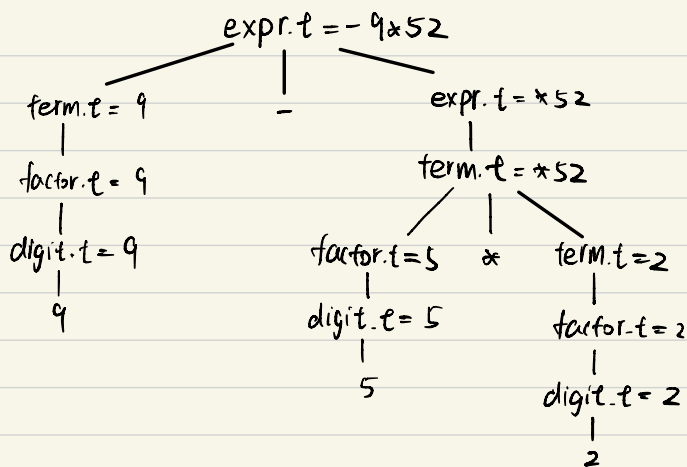 expr.t = - 9*52
term.t = 9 - expr.t = *52
factor.t = 9 term.t = *52
digit.t = 9 factor.t = 5 * term.t = 2
9 digit.t = 5 factor.t = 2
5 digit.t = 2
2